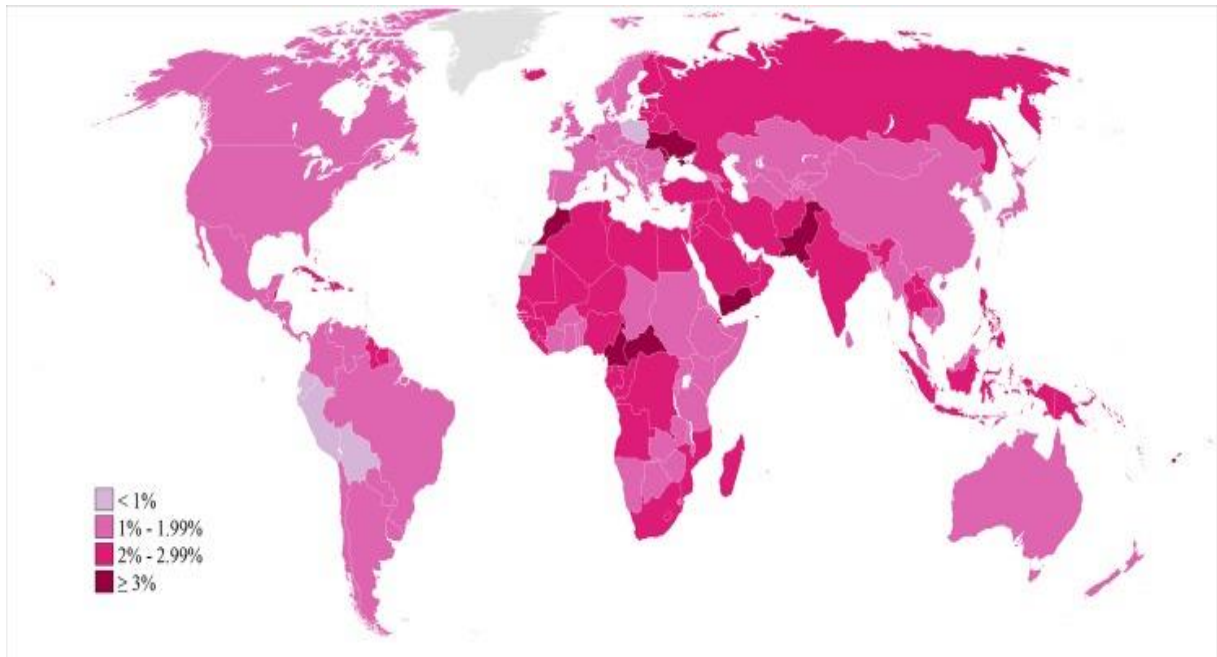 < 1%
1% - 1.99%
2% - 2.99%
≥ 3%